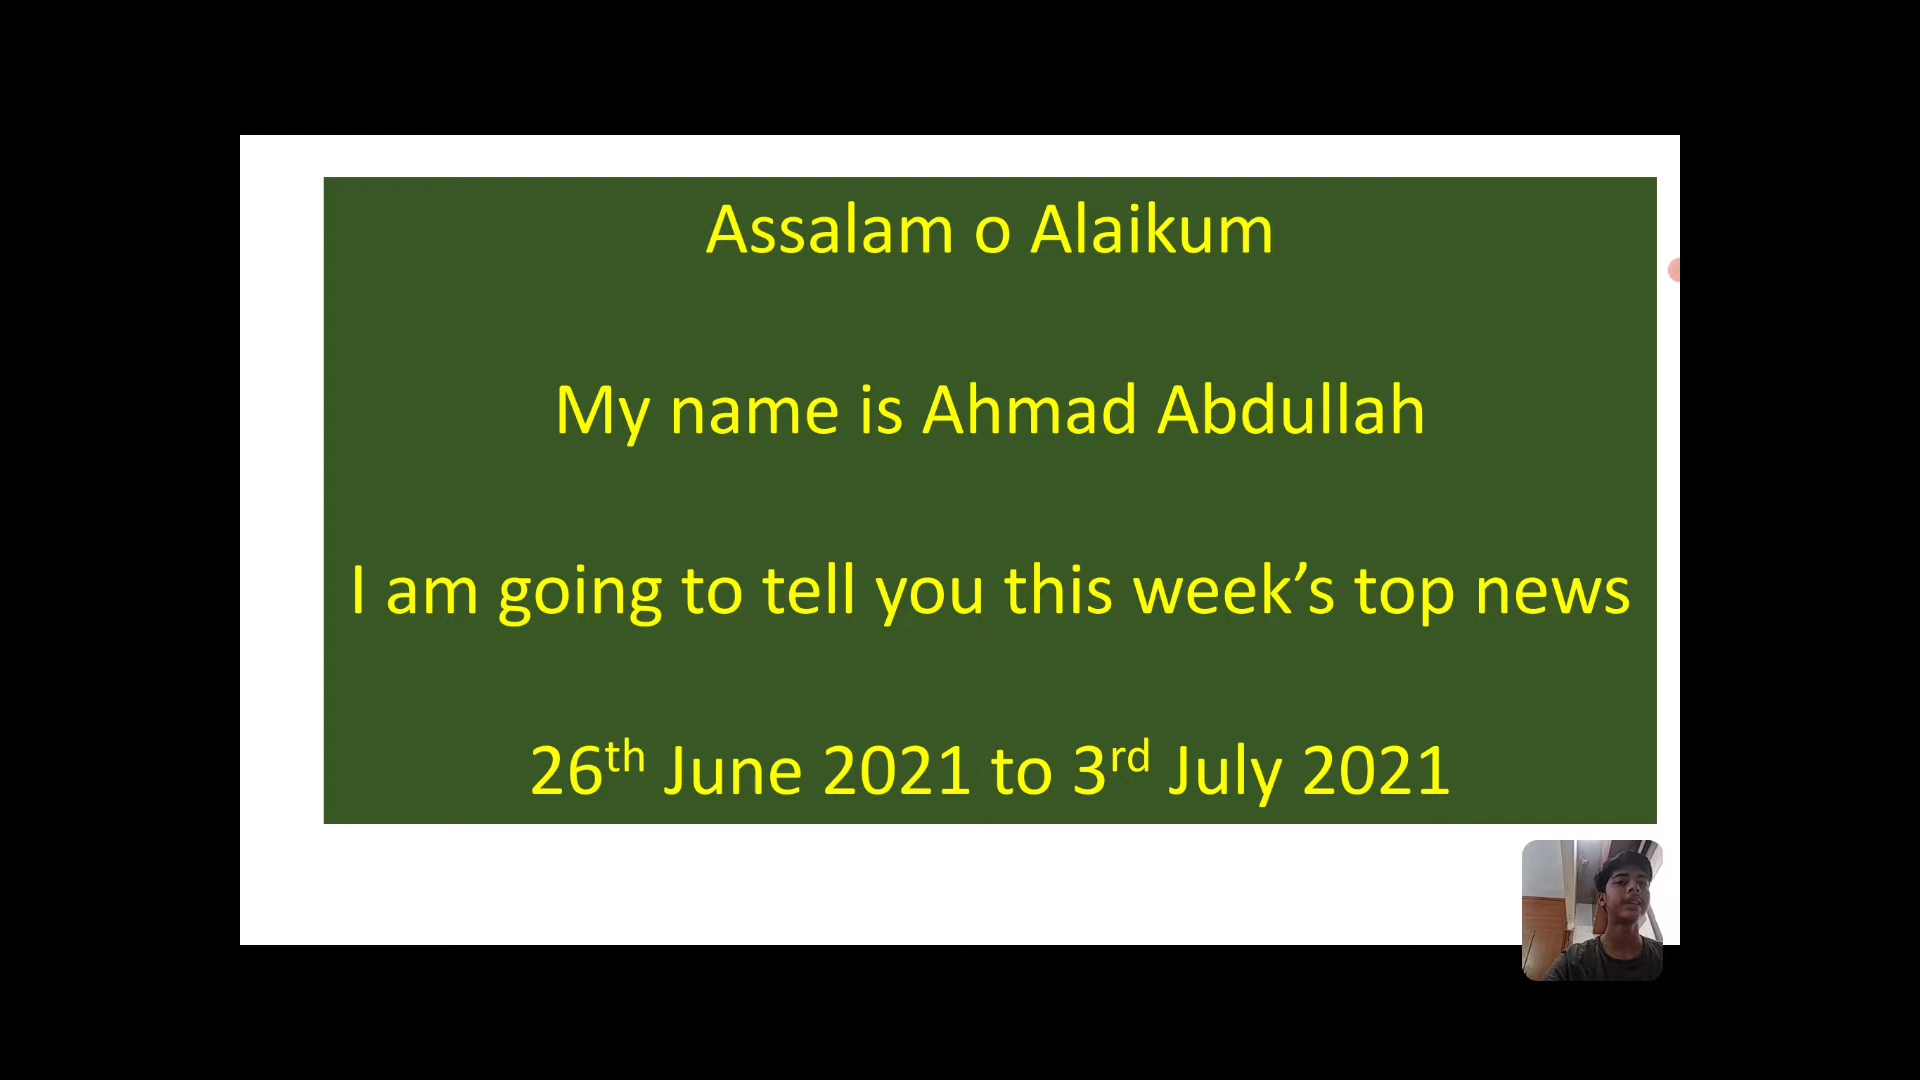 Assalam o Alaikum
My name is Ahmad Abdullah
I am going to tell you this week’s top news
26th June 2021 to 3rd July 2021